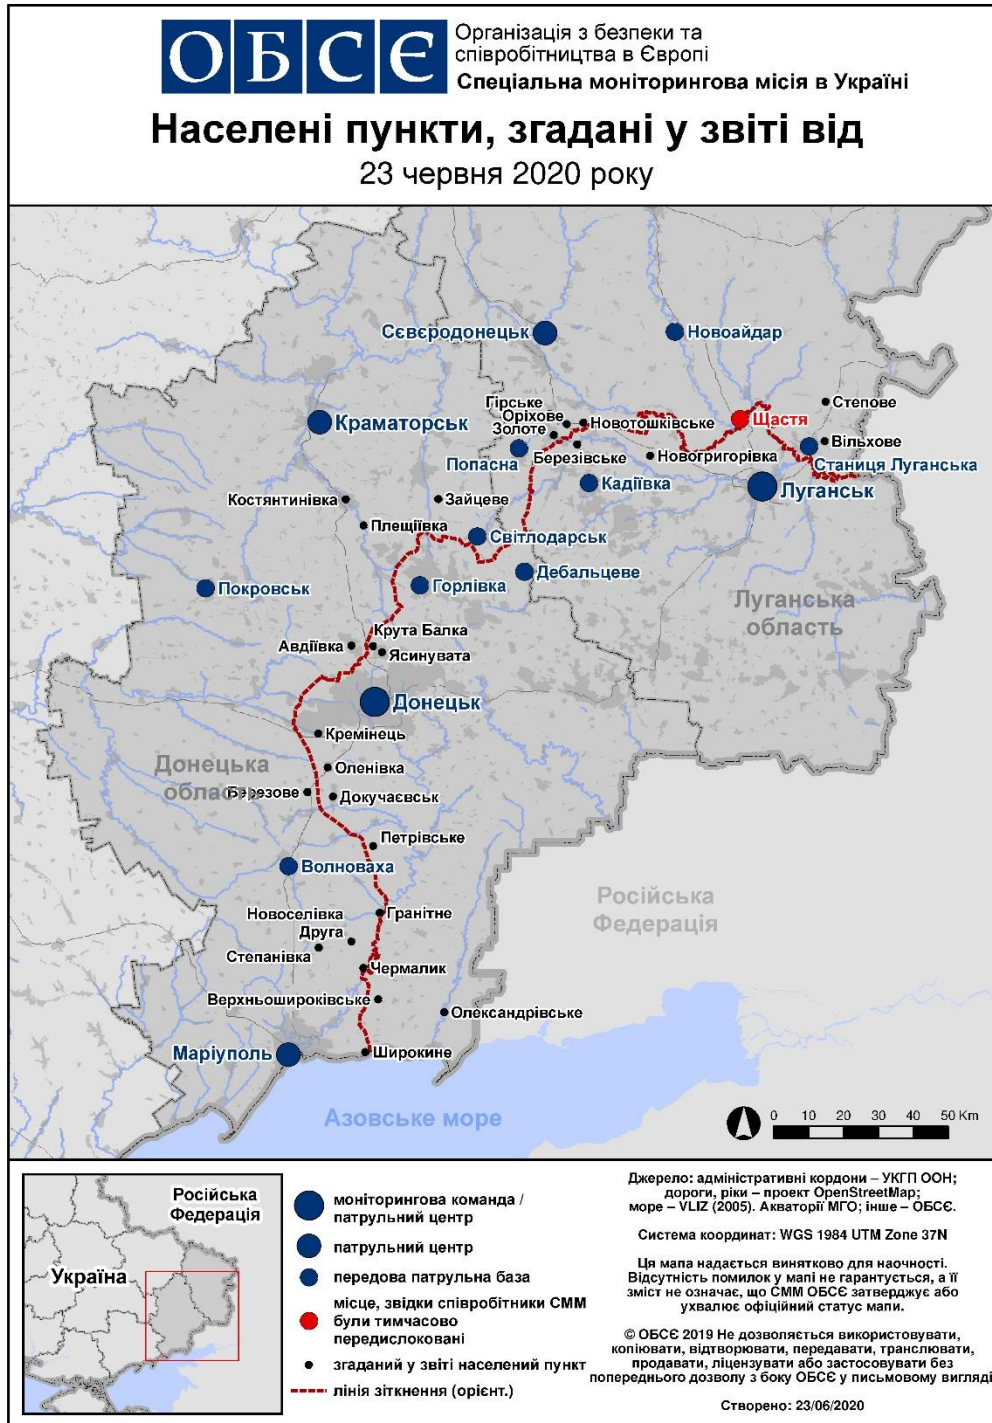 ОБСЄ
Організація з безпеки та
співробітництва в Європі
Спеціальна моніторингова місія в Україні
Населені пункти, згадані у звіті від
23 червня 2020 року
Сєвєродонецьк
Новоайдар
Гірське
Оріхове
Золоте
Новотошківське
Щастя
Степове
Краматорськ
Вільхове
Попасна
Березівське
Новогригорівка
Станиця Луганська
Кадіївка
Луганськ
Костянтинівка
Зайцеве
Плещіївка
Світлодарськ
Дебальцеве
Покровськ
Горлівка
Луганська
область
Крута Балка
Авдіївка
Ясинувата
Донецьк
Кремінець
Донецька
область
Оленівка
Березове
Докучаєвськ
Петрівське
Волноваха
Російська
Федерація
Новоселівка
Друга
Гранітне
Степанівка
Чермалик
Верхньошироківське
Олександрівське
Маріуполь
Широкине
Азовське море
0 10 20 30 40 50 Km
Російська
Федерація
Україна
моніторингова команда /
патрульний центр
патрульний центр
передова патрульна база
місце, звідки співробітники СММ
були тимчасово
передислоковані
згаданий у звіті населений пункт
лінія зіткнення (орієнт.)
Джерело: адміністративні кордони – УКГП ООН;
дороги, ріки – проект OpenStreetMap;
море – VLIZ (2005). Акваторії МГО; інше – ОБСЄ.
Система координат: WGS 1984 UTM Zone 37N
Ця мапа надається винятково для наочності.
Відсутність помилок у мапі не гарантується, а її
зміст не означає, що СММ ОБСЄ затверджує або
ухвалює офіційний статус мапи.
© ОБСЄ 2019 Не дозволяється використовувати,
копіювати, відтворювати, передавати, транслювати,
продавати, ліцензувати або застосовувати без
попереднього дозволу з боку ОБСЄ у письмовому вигляді
Створено: 23/06/2020